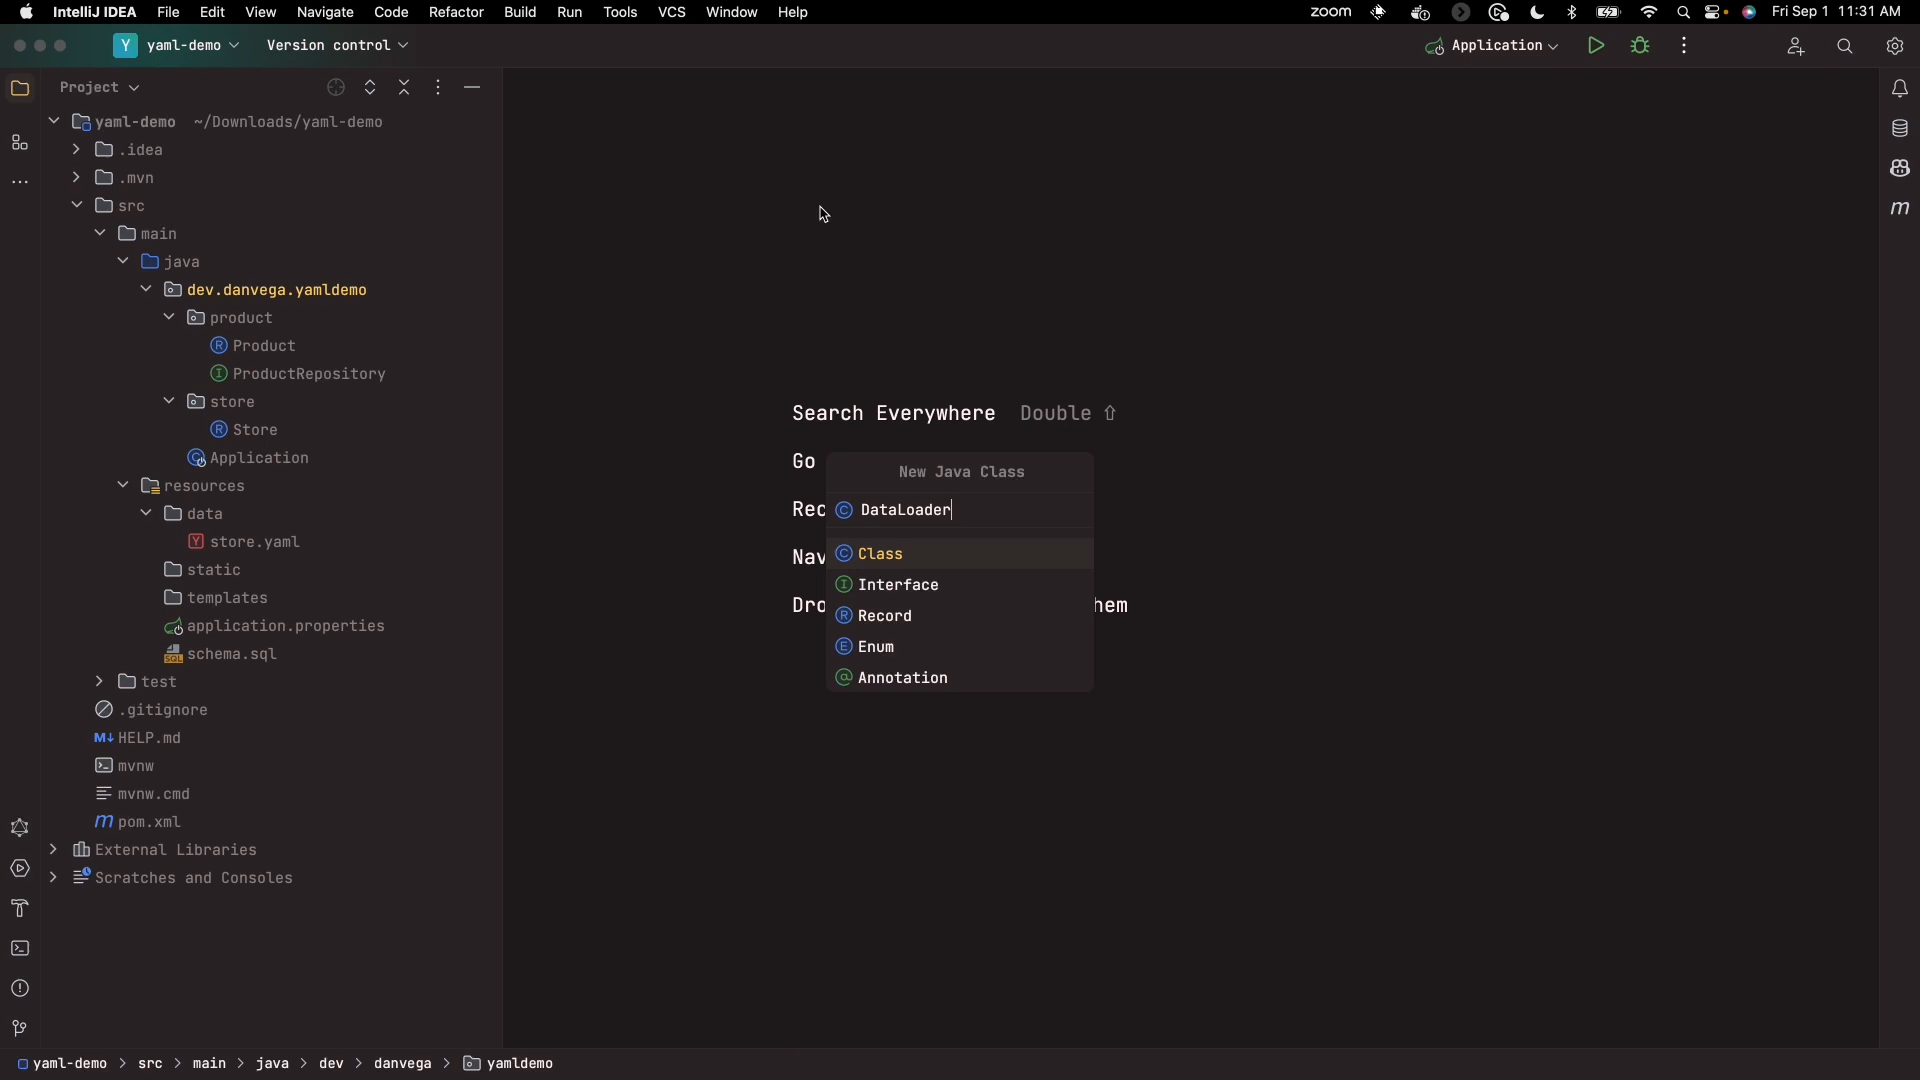 IntelliJ IDEA File Edit View Navigate Code Refactor Build Run Tools VCS Window Help zoom Fri Sep 1 11:31 AM
Y yaml-demo Version control Application
Project
yaml-demo ~/Downloads/yaml-demo
.idea
.mvn
src
main
java
dev.danvega.yamldemo
product
R Product
I ProductRepository
store
R Store
C Application
resources
data
Y store.yaml
static
templates
application.properties
SQL schema.sql
test
.gitignore
M↓ HELP.md
mvnw
mvnw.cmd
m pom.xml
External Libraries
Scratches and Consoles
Search Everywhere Double ⇧
Go
Rec
Nav
Dro hem
New Java Class
C DataLoader
C Class
I Interface
R Record
E Enum
@ Annotation
m
yaml-demo > src > main > java > dev > danvega > yamldemo